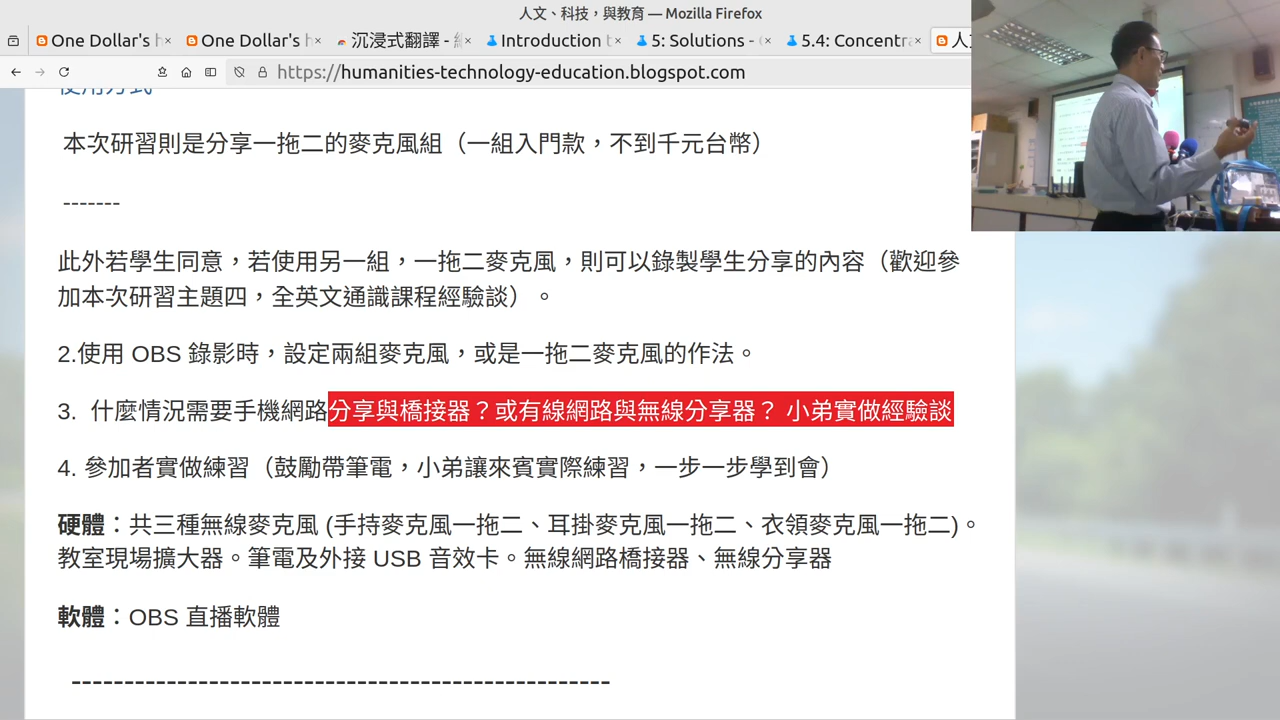 人文、科技，與教育 — Mozilla Firefox
One Dollar's h × One Dollar's h × 沉浸式翻譯 - × Introduction t × 5: Solutions - × 5.4: Concentra ×
https://humanities-technology-education.blogspot.com
使用方式
本次研習則是分享一拖二的麥克風組（一組入門款，不到千元台幣）
-------
此外若學生同意，若使用另一組，一拖二麥克風，則可以錄製學生分享的內容（歡迎參
加本次研習主題四，全英文通識課程經驗談）。
2.使用 OBS 錄影時，設定兩組麥克風，或是一拖二麥克風的作法。
3. 什麼情況需要手機網路分享與橋接器？或有線網路與無線分享器？ 小弟實做經驗談
4. 參加者實做練習（鼓勵帶筆電，小弟讓來賓實際練習，一步一步學到會）
硬體：共三種無線麥克風 (手持麥克風一拖二、耳掛麥克風一拖二、衣領麥克風一拖二)。
教室現場擴大器。筆電及外接 USB 音效卡。無線網路橋接器、無線分享器
軟體：OBS 直播軟體
-------------------------------------------------